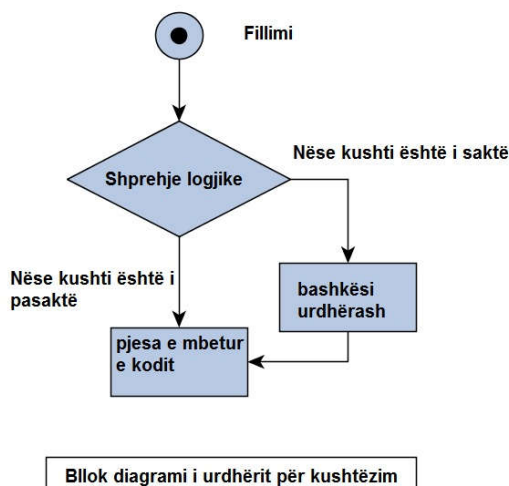 Fillimi
Shprehje logjike
Nëse kushti është i saktë
Nëse kushti është i
pasaktë
bashkësi
urdhërash
pjesa e mbetur
e kodit
Bllok diagrami i urdhërit për kushtëzim